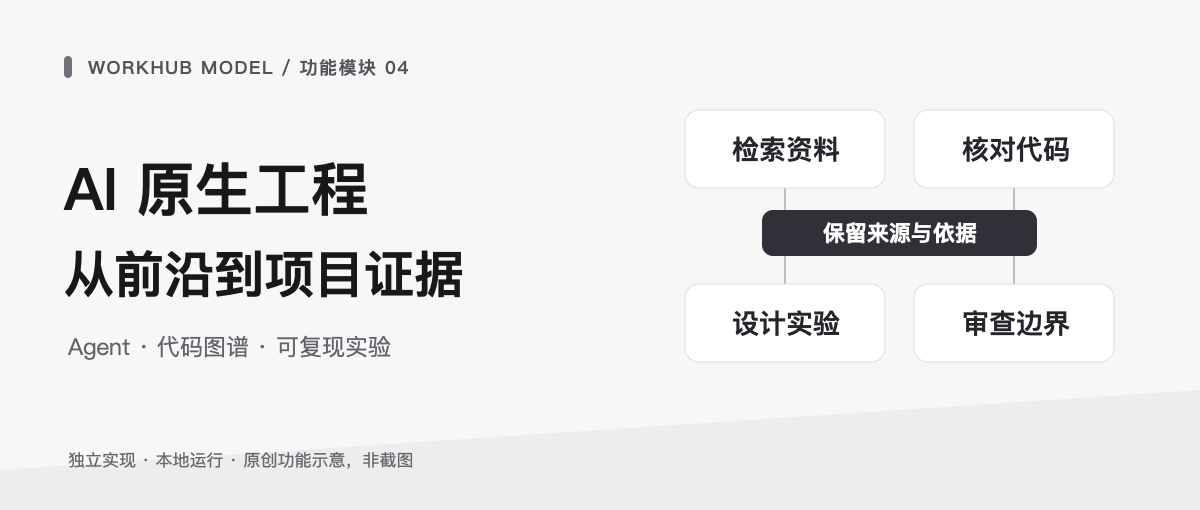 WORKHUB MODEL / 功能模块 04
AI 原生工程
从前沿到项目证据
Agent · 代码图谱 · 可复现实验
检索资料
核对代码
保留来源与依据
设计实验
审查边界
独立实现 · 本地运行 · 原创功能示意，非截图